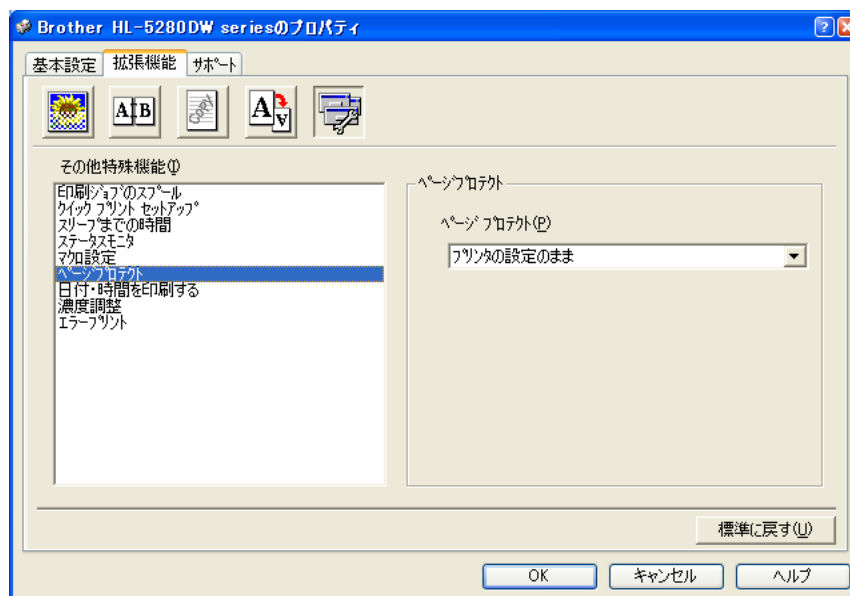 Brother HL-5280DW seriesのプロパティ
基本設定 拡張機能 ｻﾎﾟｰﾄ
A B
COPY
A A
その他特殊機能(I)
印刷ｼﾞｮﾌﾞのｽﾌﾟｰﾙ
ｸｲｯｸ ﾌﾟﾘﾝﾄ ｾｯﾄｱｯﾌﾟ
ｽﾘｰﾌﾟまでの時間
ｽﾃｰﾀｽﾓﾆﾀ
ﾏｸﾛ設定
ﾍﾟｰｼﾞﾌﾟﾛﾃｸﾄ
日付・時間を印刷する
濃度調整
ｴﾗｰﾌﾟﾘﾝﾄ
ﾍﾟｰｼﾞﾌﾟﾛﾃｸﾄ
ﾍﾟｰｼﾞ ﾌﾟﾛﾃｸﾄ(P)
ﾌﾟﾘﾝﾀの設定のまま
標準に戻す(U)
OK キャンセル ヘルプ